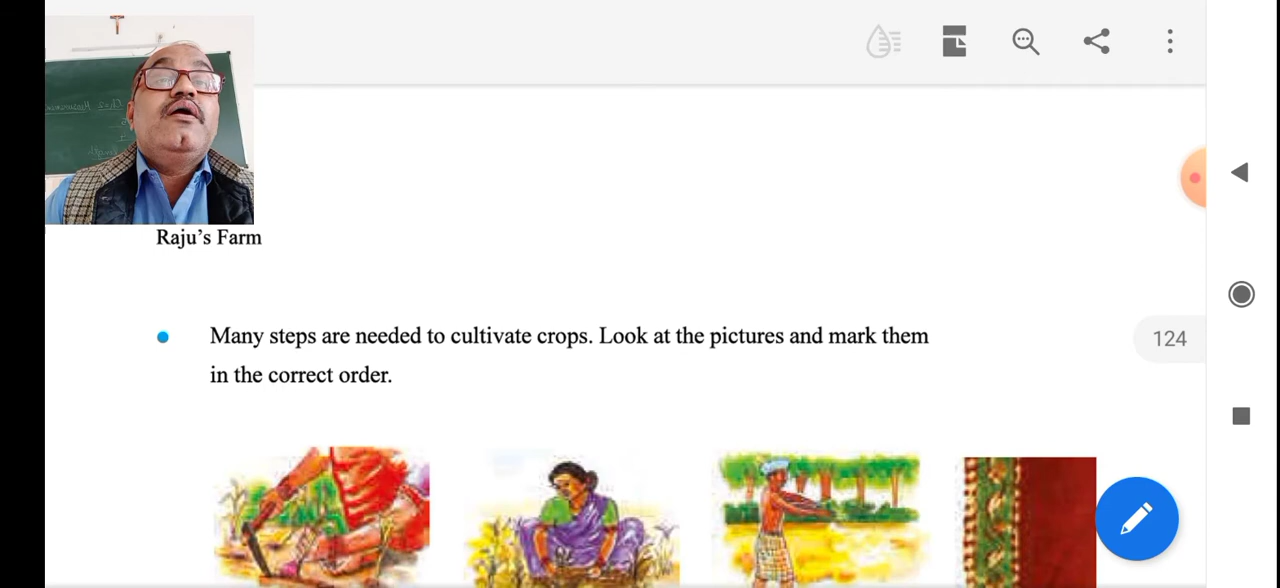 Raju's Farm
Many steps are needed to cultivate crops. Look at the pictures and mark them
in the correct order.
124